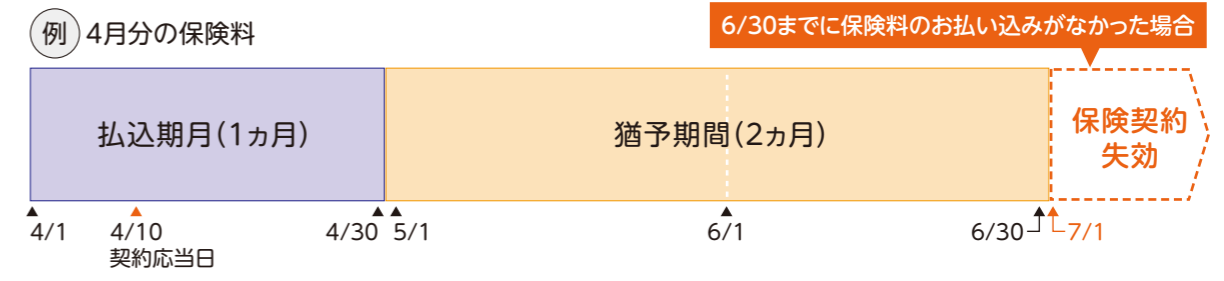 例 4月分の保険料
6/30までに保険料のお払い込みがなかった場合
払込期月(1ヵ月)
猶予期間(2ヵ月)
保険契約
失効
4/1
4/10
契約応当日
4/30
5/1
6/1
6/30
7/1